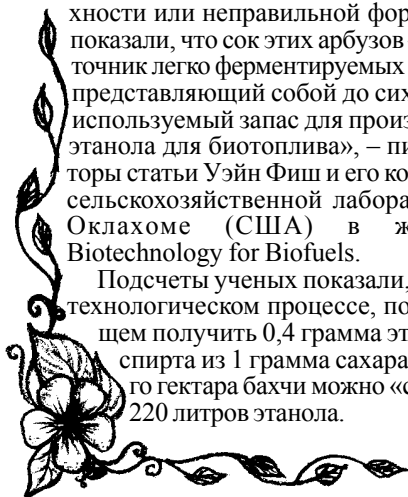 хности или неправильной фор
показали, что сок этих арбузов
точник легко ферментируемых
представляющий собой до сих
используемый запас для произ
этанола для биотоплива», – пи
торы статьи Уэйн Фиш и его ко
сельскохозяйственной лабора
Оклахоме (США) в ж
Biotechnology for Biofuels.
Подсчеты ученых показали,
технологическом процессе, по
щем получить 0,4 грамма эт
спирта из 1 грамма сахара
го гектара бахчи можно «с
220 литров этанола.